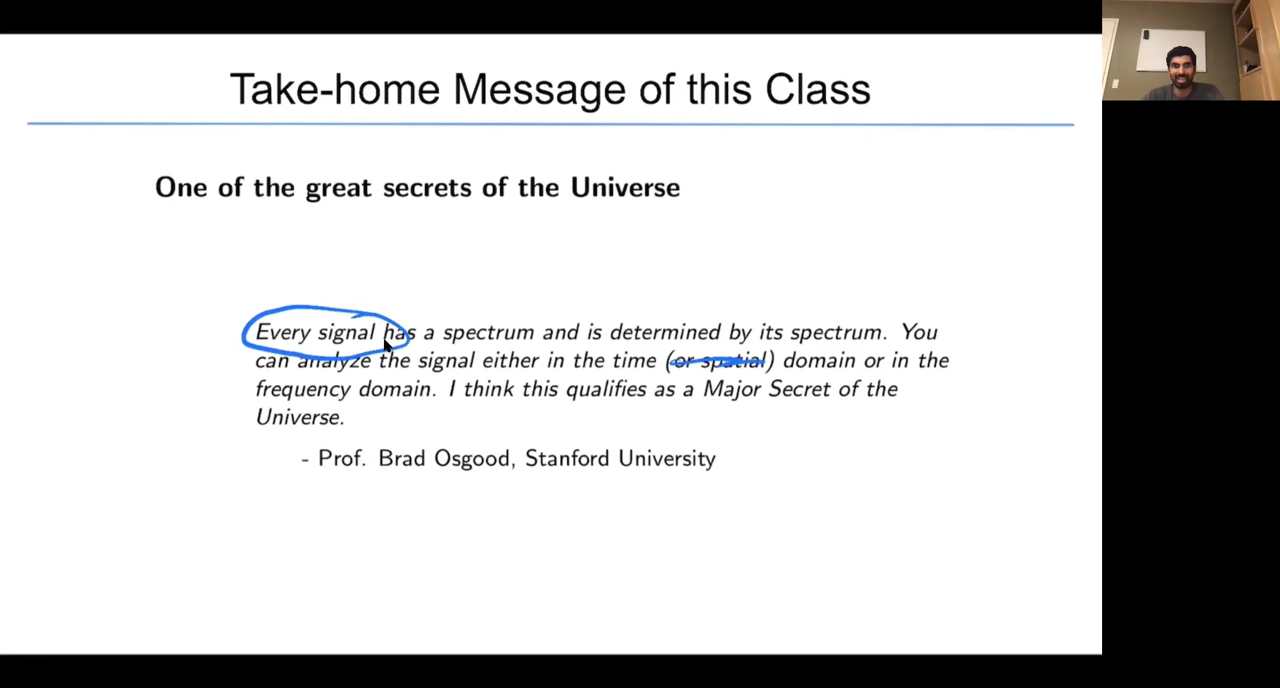 Take-home Message of this Class
One of the great secrets of the Universe
Every signal has a spectrum and is determined by its spectrum. You
can analyze the signal either in the time (or spatial) domain or in the
frequency domain. I think this qualifies as a Major Secret of the
Universe.
- Prof. Brad Osgood, Stanford University